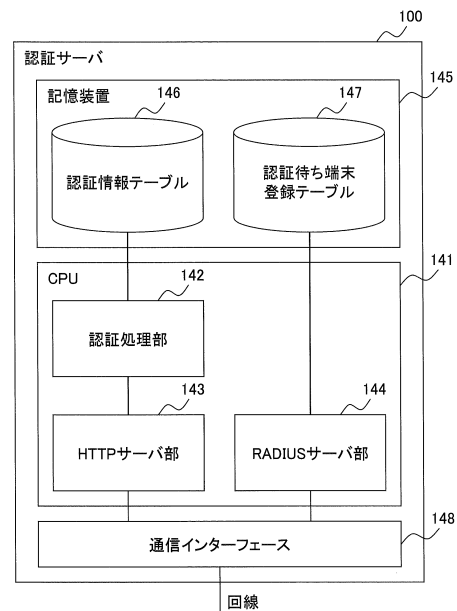 100
認証サーバ
記憶装置
145
146
147
認証情報テーブル
認証待ち端末
登録テーブル
CPU
141
142
認証処理部
143
144
HTTPサーバ部
RADIUSサーバ部
148
通信インターフェース
回線